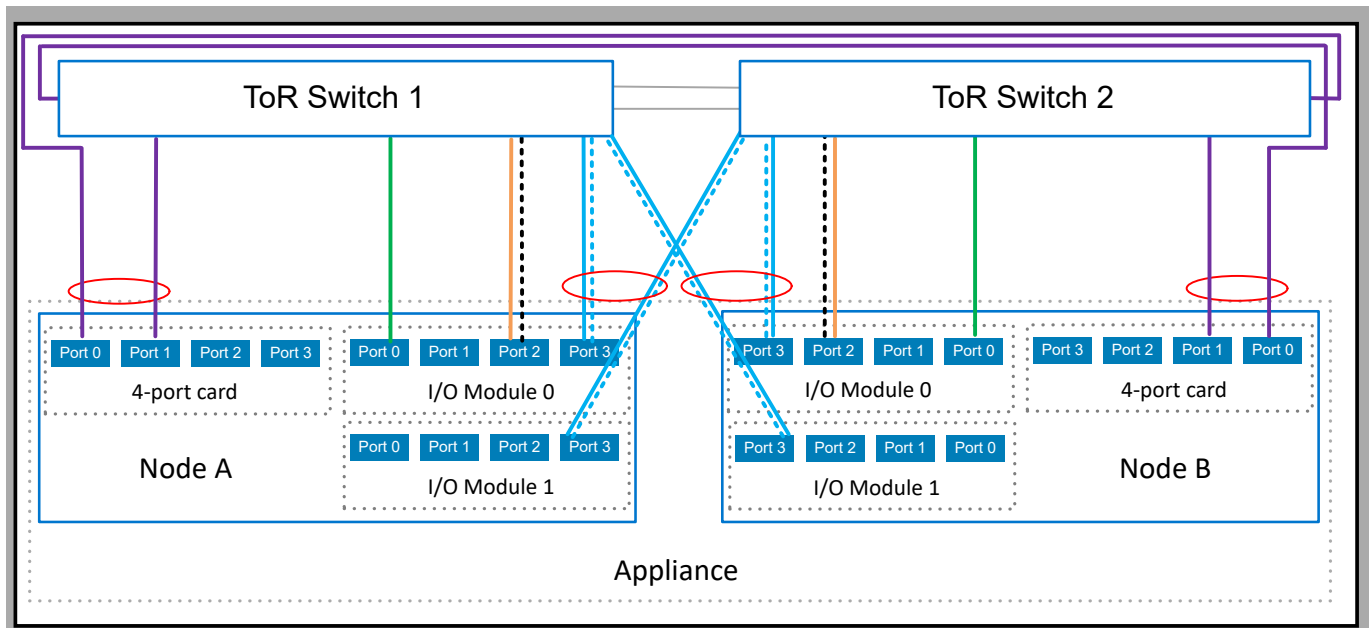 ToR Switch 1 ToR Switch 2
Port 0 Port 1 Port 2 Port 3 Port 0 Port 1 Port 2 Port 3 Port 3 Port 2 Port 1 Port 0 Port 3 Port 2 Port 1 Port 0
4-port card I/O Module 0 I/O Module 0 4-port card
Port 0 Port 1 Port 2 Port 3 Port 3 Port 2 Port 1 Port 0
Node A I/O Module 1 I/O Module 1 Node B
Appliance